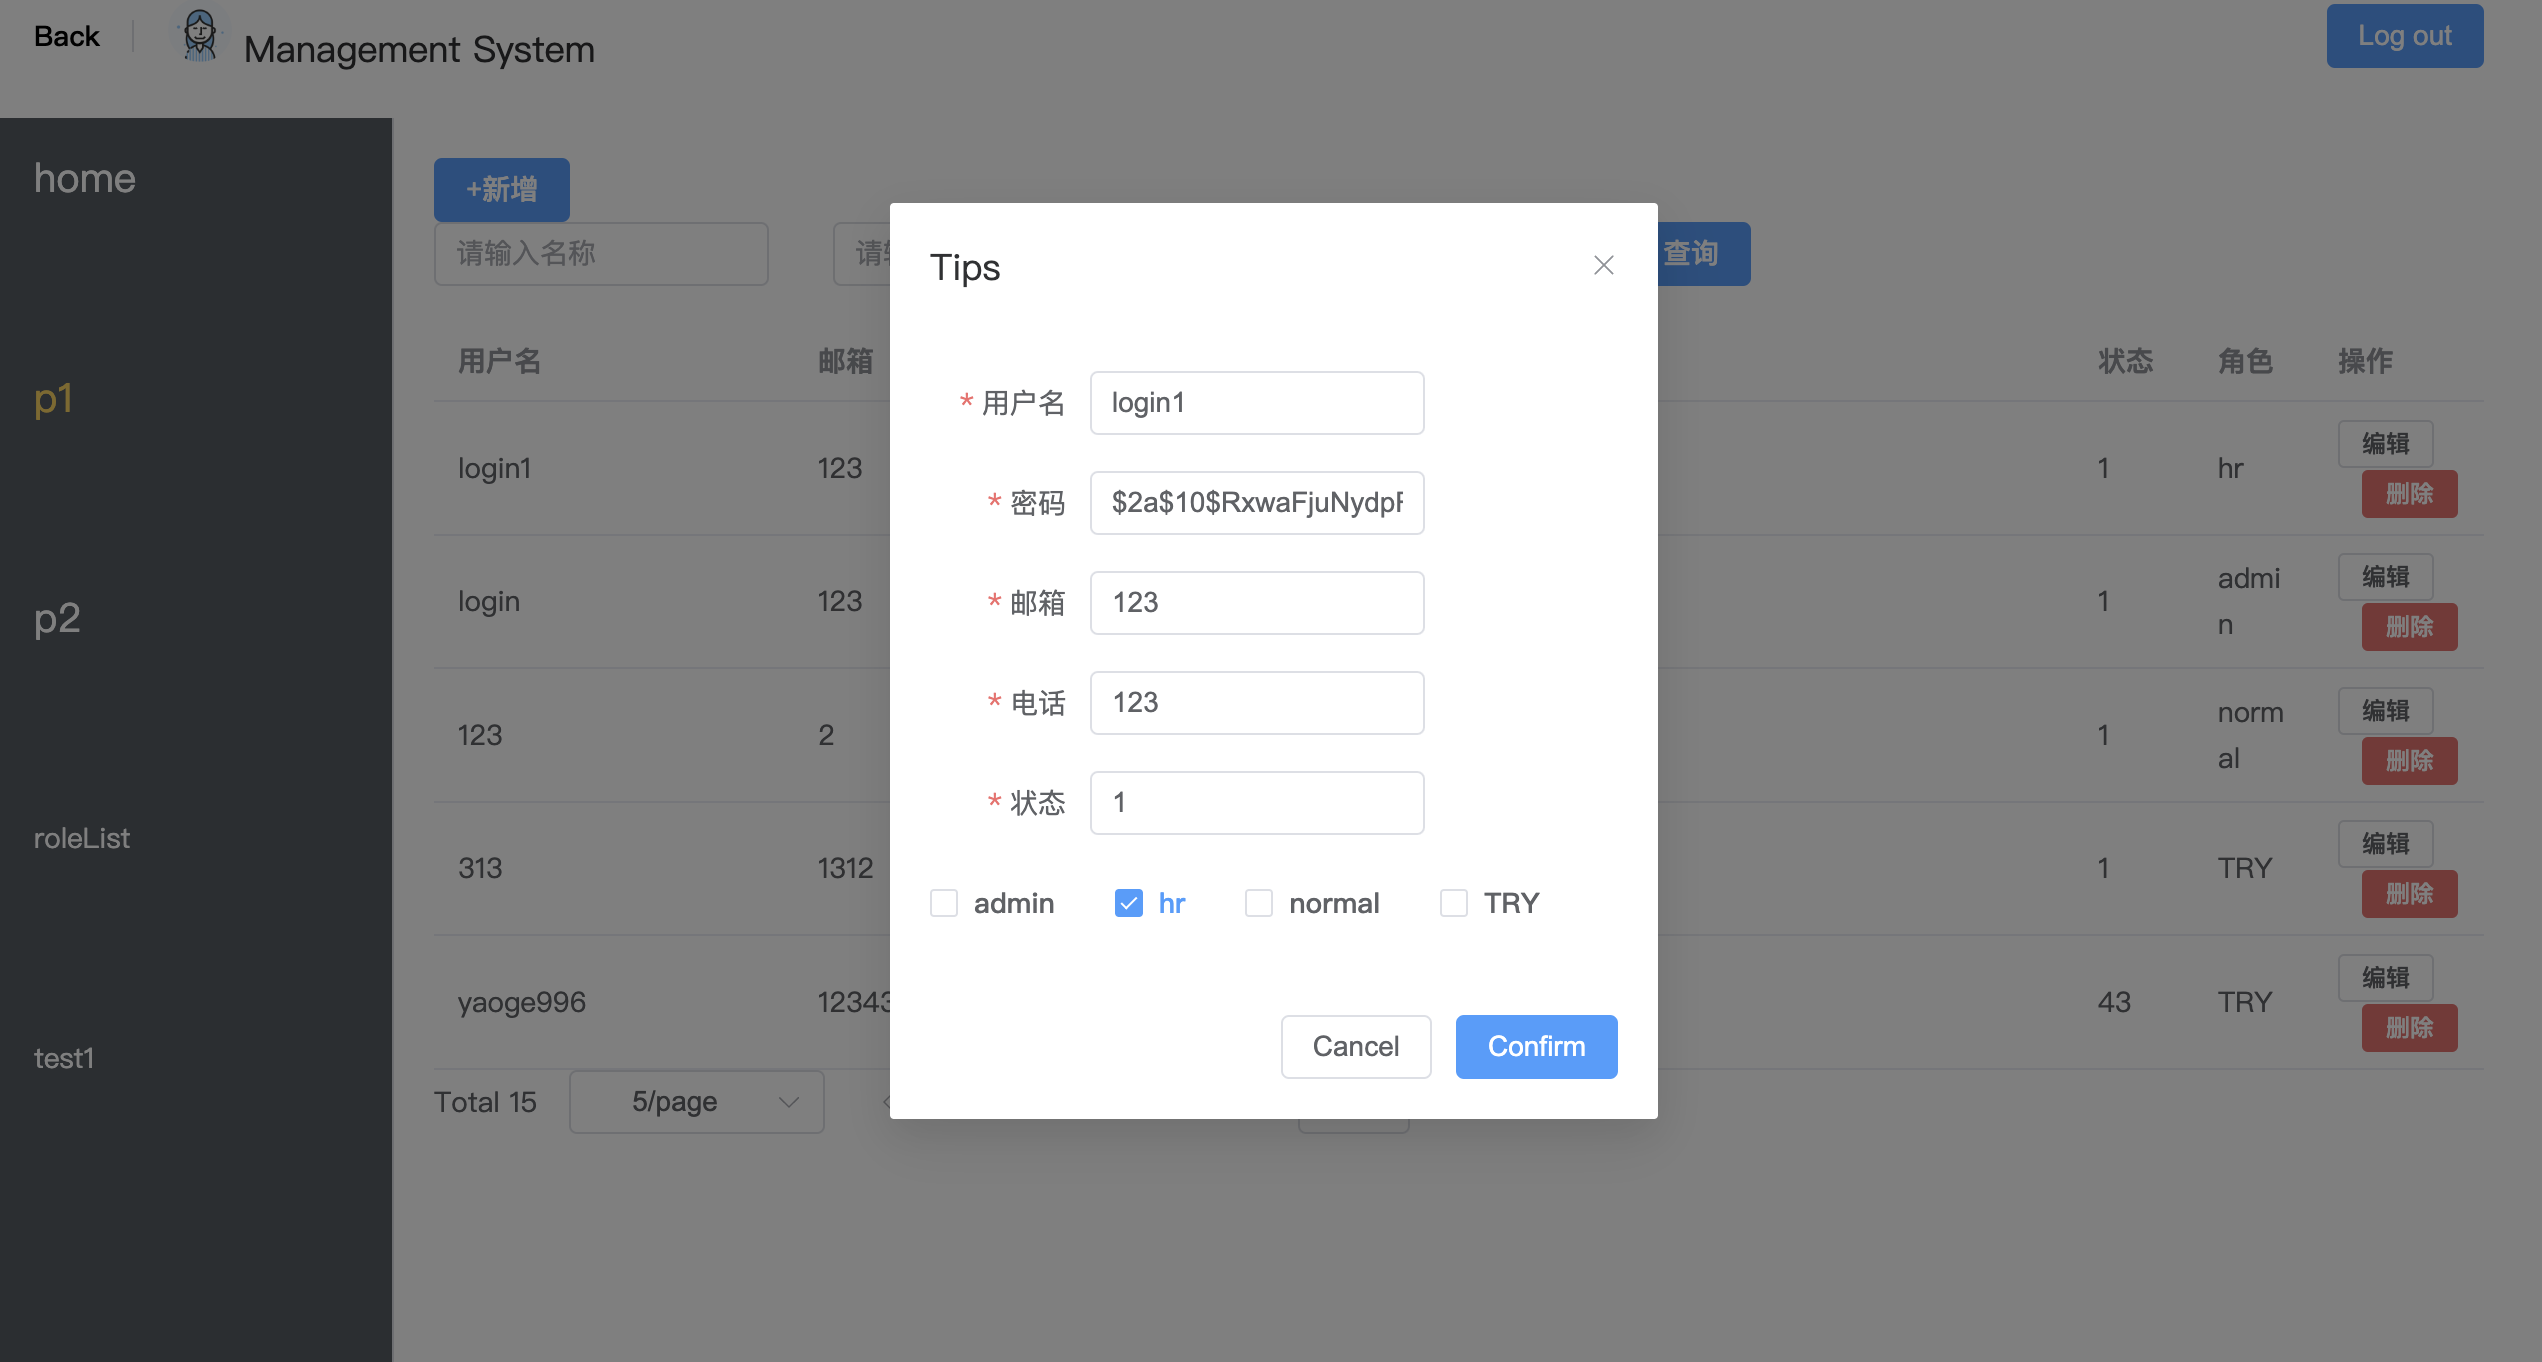 Back
Management System
Log out
home
p1
p2
roleList
test1
+新增
请输入名称
请
查询
用户名 邮箱 状态 角色 操作
login1 123 1 hr 编辑 删除
login 123 1 admin 编辑 删除
123 2 1 normal 编辑 删除
313 1312 1 TRY 编辑 删除
yaoge996 12343 43 TRY 编辑 删除
Total 15 5/page
Tips
* 用户名 login1
* 密码 $2a$10$RxwaFjuNydp
* 邮箱 123
* 电话 123
* 状态 1
admin hr normal TRY
Cancel Confirm